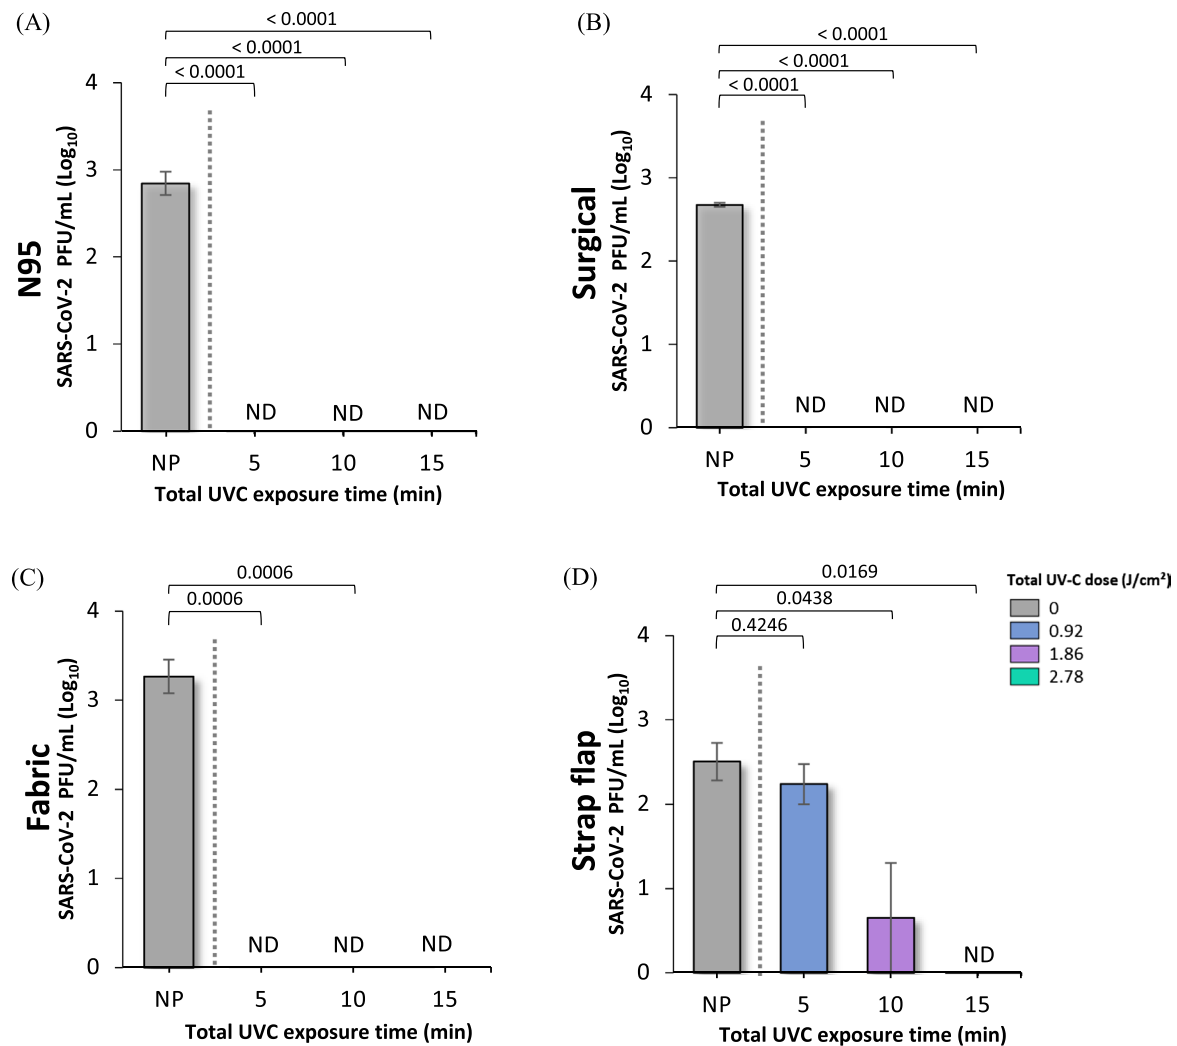 (A)
< 0.0001
< 0.0001
< 0.0001
4
3
2
1
0
N95
SARS-CoV-2 PFU/mL (Log10)
ND ND ND
NP 5 10 15
Total UVC exposure time (min)
(B)
< 0.0001
< 0.0001
< 0.0001
4
3
2
1
0
Surgical
SARS-CoV-2 PFU/mL (Log10)
ND ND ND
NP 5 10 15
Total UVC exposure time (min)
(C)
0.0006
0.0006
4
3
2
1
0
Fabric
SARS-CoV-2 PFU/mL (Log10)
ND ND ND
NP 5 10 15
Total UVC exposure time (min)
(D)
0.0169
0.0438
0.4246
4
3
2
1
0
Strap flap
SARS-CoV-2 PFU/mL (Log10)
ND
NP 5 10 15
Total UVC exposure time (min)
Total UV-C dose (J/cm²)
0
0.92
1.86
2.78